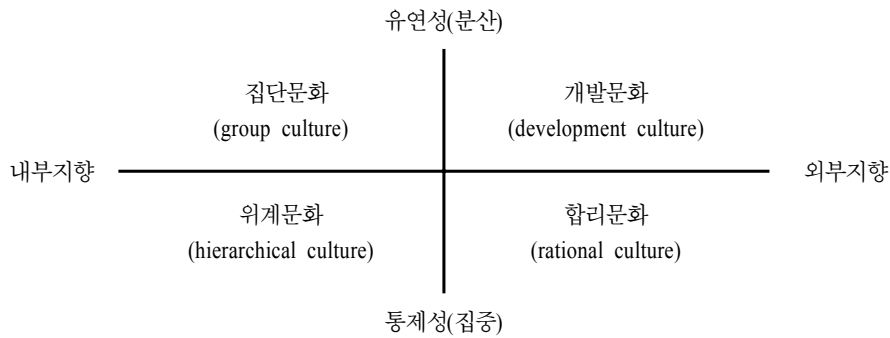 유연성(분산)
집단문화
(group culture)
개발문화
(development culture)
내부지향
외부지향
위계문화
(hierarchical culture)
합리문화
(rational culture)
통제성(집중)